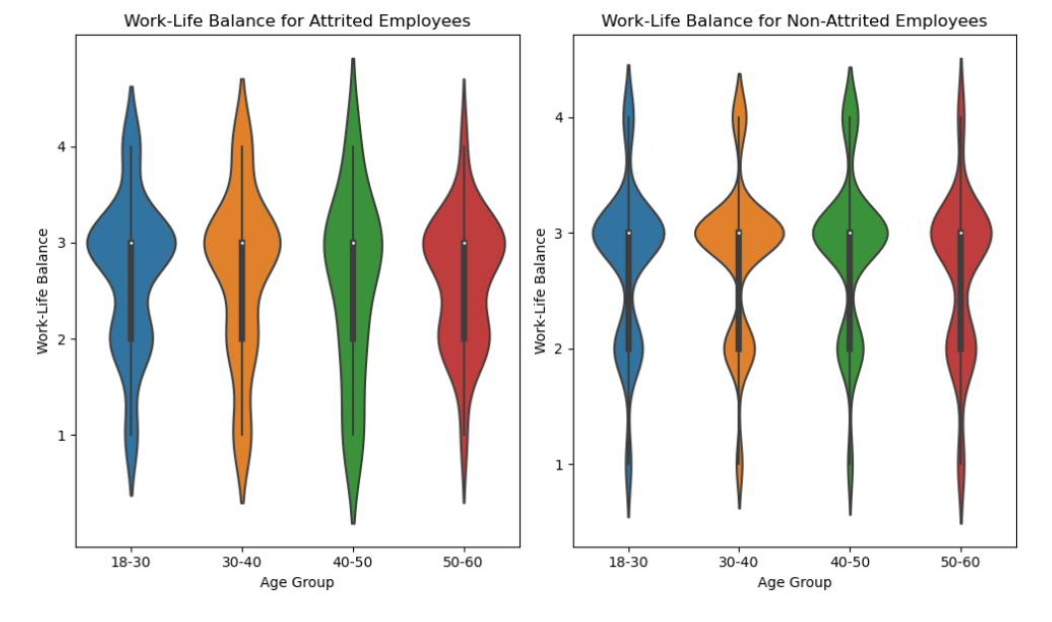 Work-Life Balance for Attrited Employees
Work-Life Balance
4
3
2
1
18-30 30-40 40-50 50-60
Age Group
Work-Life Balance for Non-Attrited Employees
Work-Life Balance
4
3
2
1
18-30 30-40 40-50 50-60
Age Group